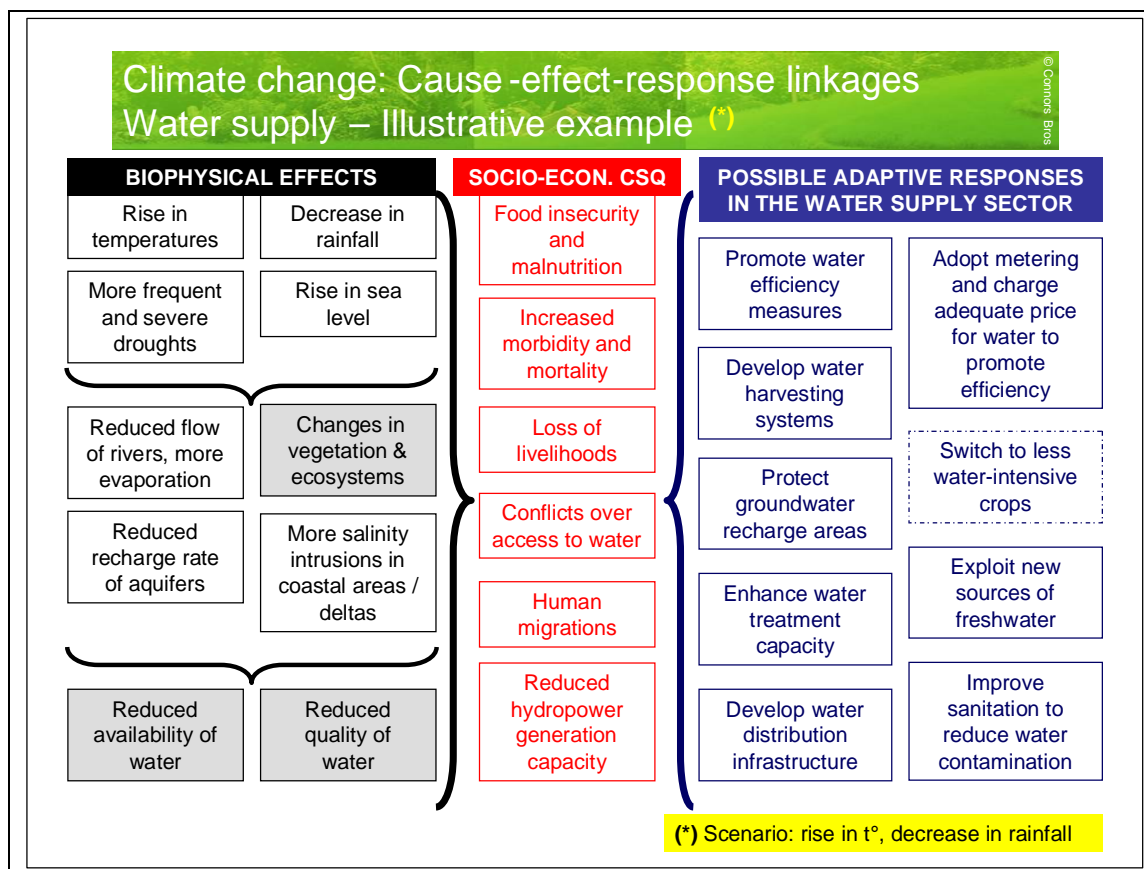 Climate change: Cause-effect-response linkages
Water supply – Illustrative example (*)
© Connors Bros
BIOPHYSICAL EFFECTS
Rise in
temperatures
Decrease in
rainfall
More frequent
and severe
droughts
Rise in sea
level
Reduced flow
of rivers, more
evaporation
Changes in
vegetation &
ecosystems
Reduced
recharge rate
of aquifers
More salinity
intrusions in
coastal areas /
deltas
Reduced
availability of
water
Reduced
quality of
water
SOCIO-ECON. CSQ
Food insecurity
and
malnutrition
Increased
morbidity and
mortality
Loss of
livelihoods
Conflicts over
access to water
Human
migrations
Reduced
hydropower
generation
capacity
POSSIBLE ADAPTIVE RESPONSES
IN THE WATER SUPPLY SECTOR
Promote water
efficiency
measures
Develop water
harvesting
systems
Protect
groundwater
recharge areas
Enhance water
treatment
capacity
Develop water
distribution
infrastructure
Adopt metering
and charge
adequate price
for water to
promote
efficiency
Switch to less
water-intensive
crops
Exploit new
sources of
freshwater
Improve
sanitation to
reduce water
contamination
(*) Scenario: rise in t°, decrease in rainfall